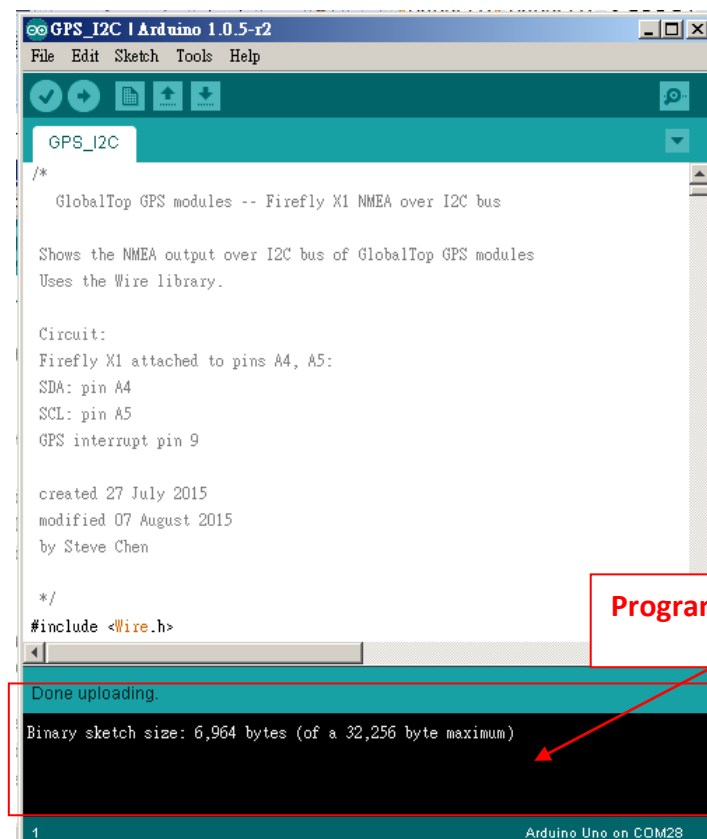 GPS_I2C | Arduino 1.0.5-r2
File Edit Sketch Tools Help
GPS_I2C
/*
GlobalTop GPS modules -- Firefly X1 NMEA over I2C bus
Shows the NMEA output over I2C bus of GlobalTop GPS modules
Uses the Wire library.
Circuit:
Firefly X1 attached to pins A4, A5:
SDA: pin A4
SCL: pin A5
GPS interrupt pin 9
created 27 July 2015
modified 07 August 2015
by Steve Chen
*/
#include <Wire.h>
Done uploading.
Binary sketch size: 6,964 bytes (of a 32,256 byte maximum)
1
Arduino Uno on COM28